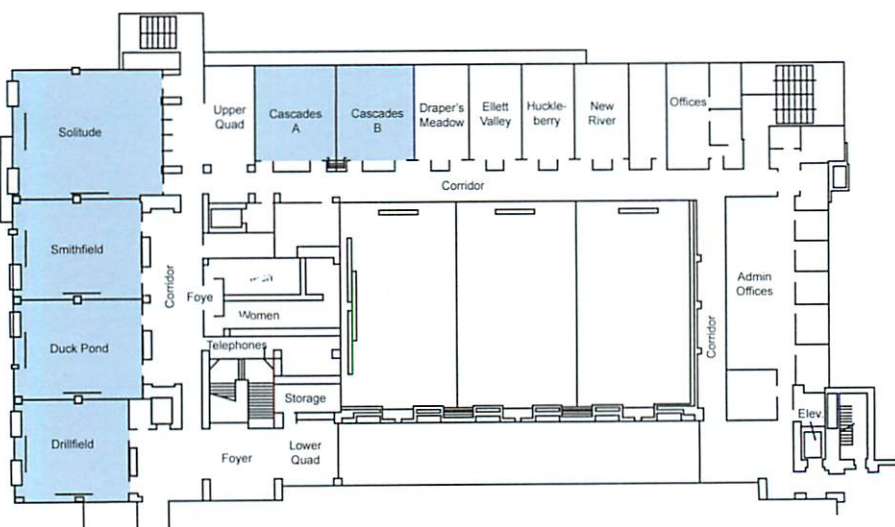 Solitude
Upper
Quad
Cascades
A
Cascades
B
Draper's
Meadow
Ellett
Valley
Huckle-
berry
New
River
Offices
Corridor
Smithfield
Corridor
Foye
Women
Telephones
Admin
Offices
Corridor
Duck Pond
Storage
Drillfield
Foyer
Lower
Quad
Elev.